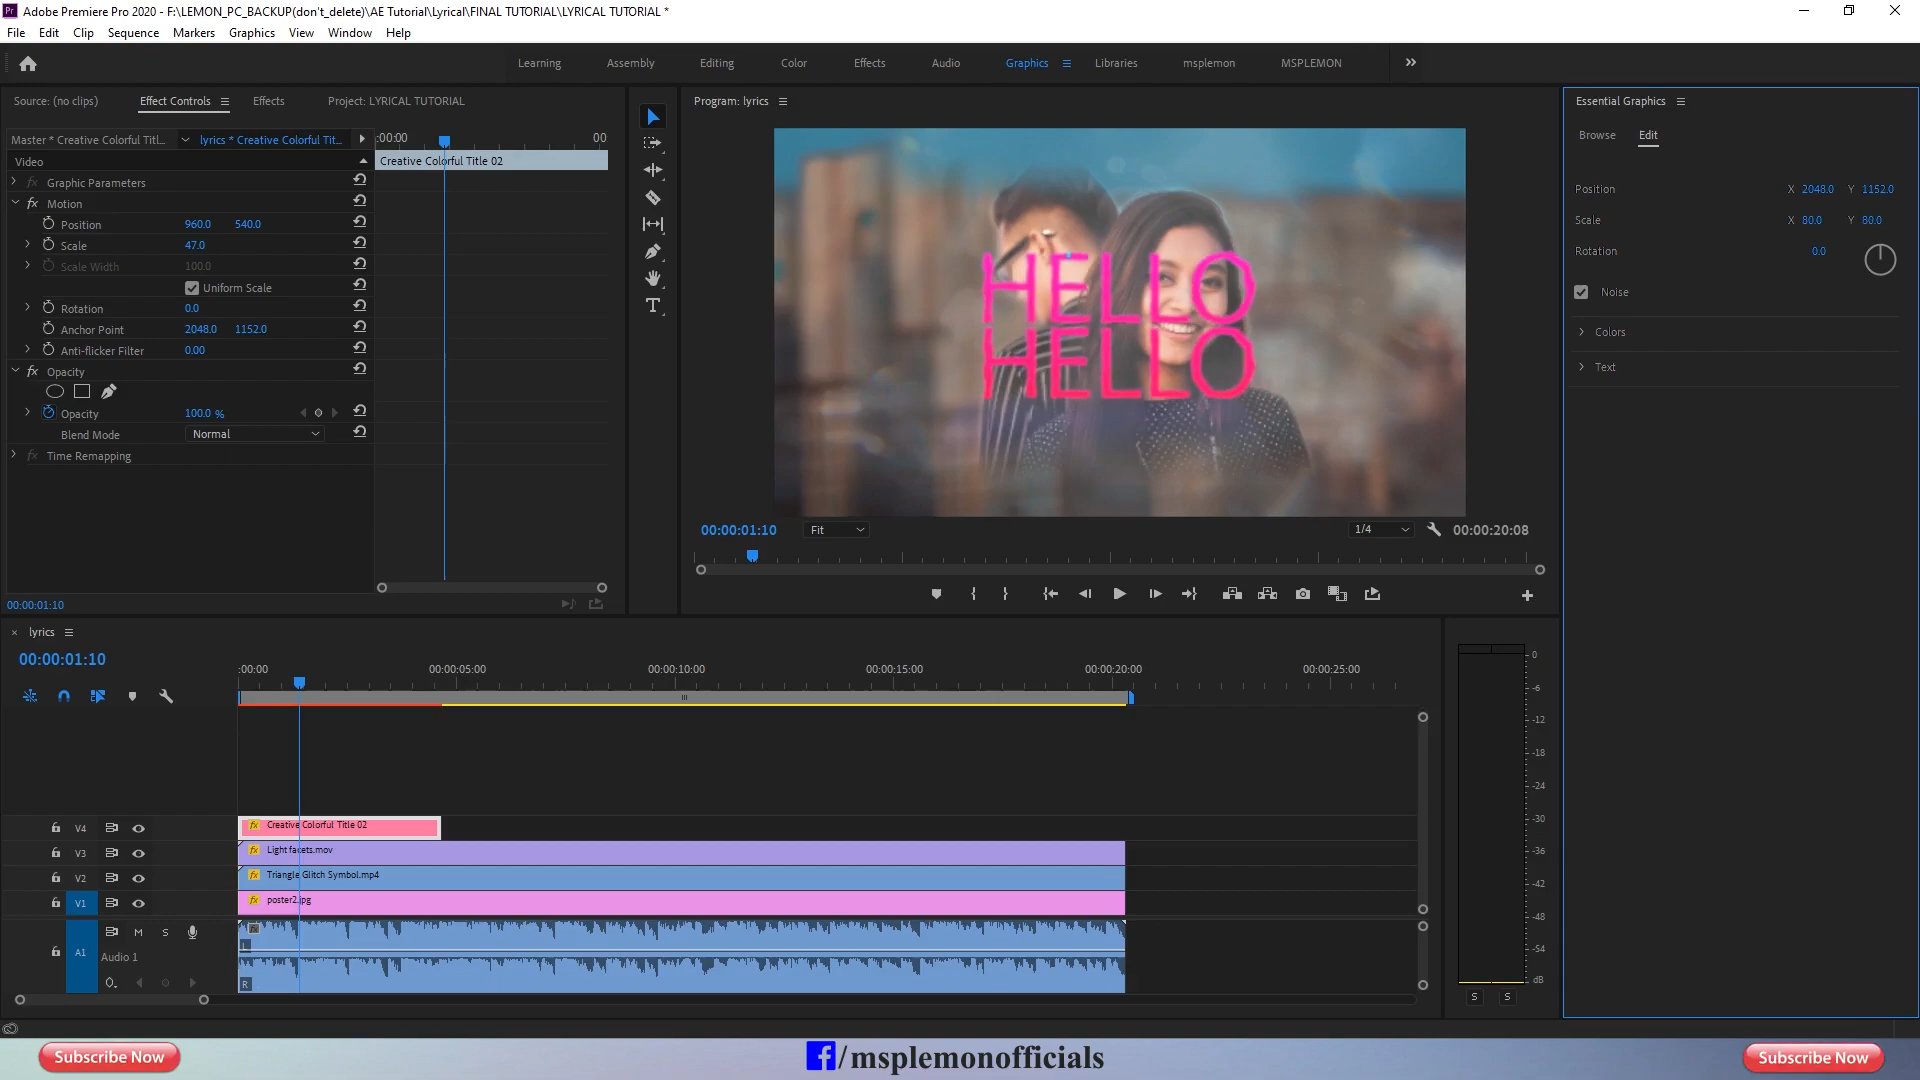 Pr Adobe Premiere Pro 2020 - F:\LEMON_PC_BACKUP(don't_delete)\AE Tutorial\Lyrical\FINAL TUTORIAL\LYRICAL TUTORIAL *
File Edit Clip Sequence Markers Graphics View Window Help
Learning Assembly Editing Color Effects Audio Graphics Libraries msplemon MSPLEMON
Source: (no clips) Effect Controls Effects Project: LYRICAL TUTORIAL
Master * Creative Colorful Titl... lyrics * Creative Colorful Tit... :00:00 00
Video Creative Colorful Title 02
fx Graphic Parameters
fx Motion
Position 960.0 540.0
Scale 47.0
Scale Width 100.0
Uniform Scale
Rotation 0.0
Anchor Point 2048.0 1152.0
Anti-flicker Filter 0.00
fx Opacity
Opacity 100.0 %
Blend Mode Normal
fx Time Remapping
00:00:01:10
Program: lyrics
HELLO
HELLO
00:00:01:10 Fit 1/4 00:00:20:08
Essential Graphics
Browse Edit
Position X 2048.0 Y 1152.0
Scale X 80.0 Y 80.0
Rotation 0.0
Noise
Colors
Text
× lyrics
00:00:01:10
:00:00 00:00:05:00 00:00:10:00 00:00:15:00 00:00:20:00 00:00:25:00
V4 fx Creative Colorful Title 02
V3 fx Light facets.mov
V2 fx Triangle Glitch Symbol.mp4
V1 fx poster2.jpg
M S fx
L
A1 Audio 1
R
0
-6
-12
-18
-24
-30
-36
-42
-48
-54
dB
S S
Subscribe Now f/msplemonofficials Subscribe Now